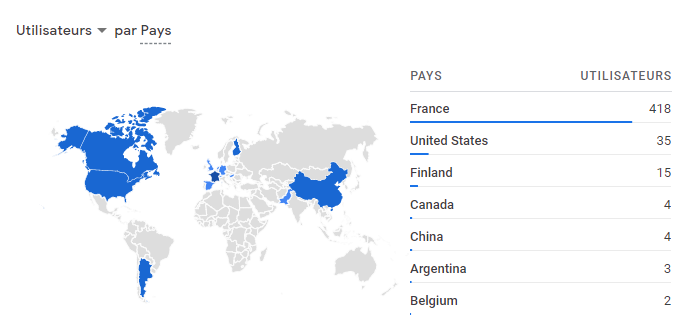 Utilisateurs par Pays
PAYS UTILISATEURS
France 418
United States 35
Finland 15
Canada 4
China 4
Argentina 3
Belgium 2